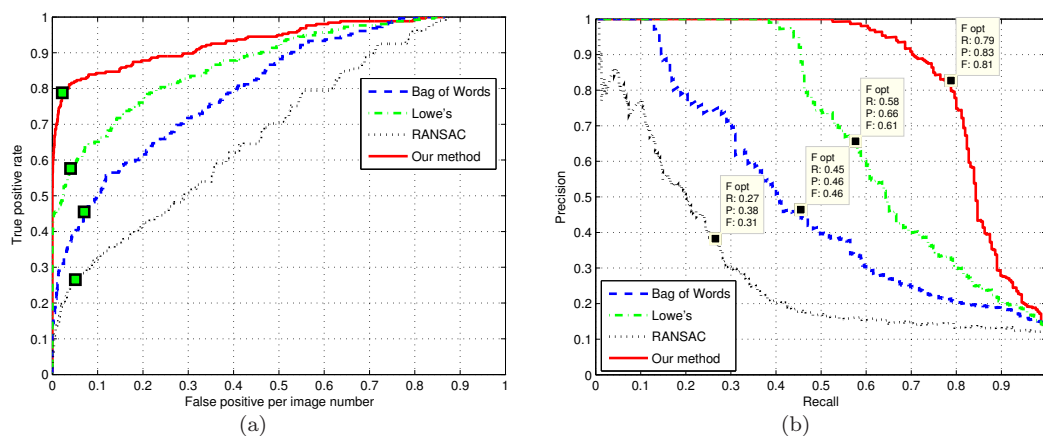 1
0.9
0.8
0.7
0.6
0.5
0.4
0.3
0.2
0.1
0
True positive rate
0 0.1 0.2 0.3 0.4 0.5 0.6 0.7 0.8 0.9 1
False positive per image number
Bag of Words
Lowe's
RANSAC
Our method
(a)
1
0.9
0.8
0.7
0.6
0.5
0.4
0.3
0.2
0.1
0
Precision
0 0.1 0.2 0.3 0.4 0.5 0.6 0.7 0.8 0.9
Recall
F opt
R: 0.79
P: 0.83
F: 0.81
F opt
R: 0.58
P: 0.66
F: 0.61
F opt
R: 0.45
P: 0.46
F: 0.46
F opt
R: 0.27
P: 0.38
F: 0.31
Bag of Words
Lowe's
RANSAC
Our method
(b)